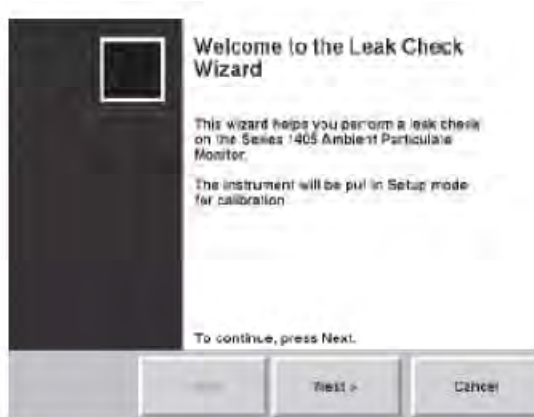 Welcome to the Leak Check
Wizard
This wizard helps you perform a leak check
on the Series 1405 Ambient Particulate
Monitor.
The instrument will be put in Setup mode
for calibration
To continue, press Next.
Next >
Cancel